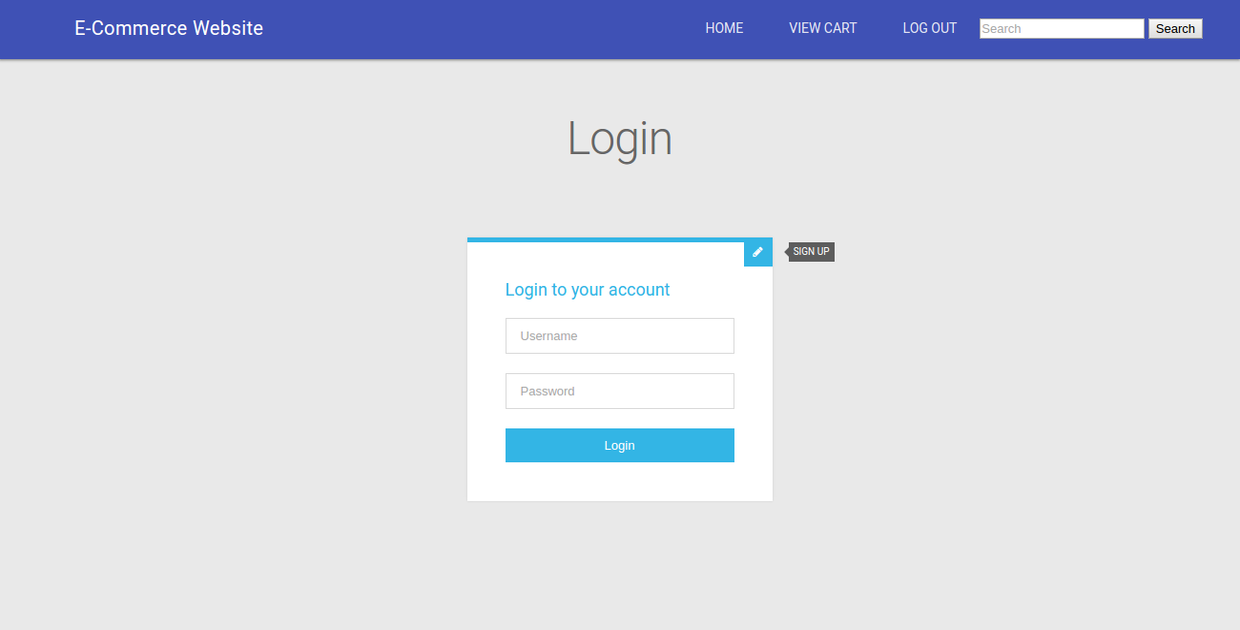 E-Commerce Website
HOME VIEW CART LOG OUT Search Search
Login
SIGN UP
Login to your account
Username
Password
Login